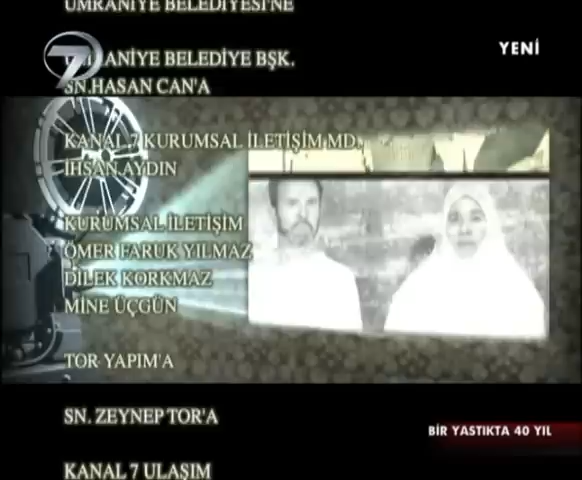 ÜMRANİYE BELEDİYESİ'NE
7
ÜMRANİYE BELEDİYE BŞK.
SN.HASAN CAN'A
YENİ
KANAL 7 KURUMSAL İLETİŞİM MD.
İHSAN AYDIN
KURUMSAL İLETİŞİM
ÖMER FARUK YILMAZ
DİLEK KORKMAZ
MİNE ÜÇGÜN
TOR YAPIM'A
SN. ZEYNEP TOR'A
BİR YASTIKTA 40 YIL
KANAL 7 ULAŞIM